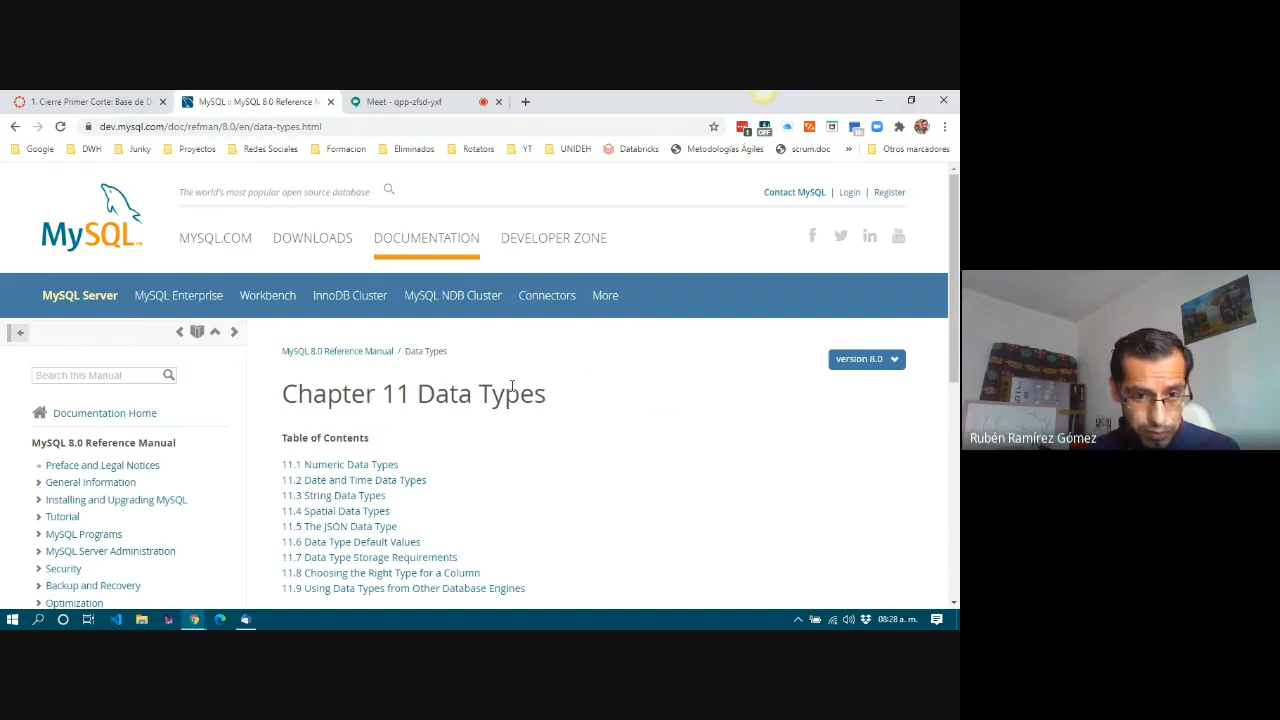 1. Cierre Primer Corte: Base de D
MySQL :: MySQL 8.0 Reference M
Meet - qpp-zfsd-yxf
dev.mysql.com/doc/refman/8.0/en/data-types.html
OFF
Google
DWH
Junky
Proyectos
Redes Sociales
Formacion
Eliminados
Rotators
YT
UNIDEH
Databricks
Metodologías Ágiles
scrum.doc
»
Otros marcadores
MySQL
The world's most popular open source database
Contact MySQL | Login | Register
MYSQL.COM
DOWNLOADS
DOCUMENTATION
DEVELOPER ZONE
MySQL Server
MySQL Enterprise
Workbench
InnoDB Cluster
MySQL NDB Cluster
Connectors
More
Search this Manual
Documentation Home
MySQL 8.0 Reference Manual
Preface and Legal Notices
General Information
Installing and Upgrading MySQL
Tutorial
MySQL Programs
MySQL Server Administration
Security
Backup and Recovery
Optimization
MySQL 8.0 Reference Manual / Data Types
version 8.0
Chapter 11 Data Types
Table of Contents
11.1 Numeric Data Types
11.2 Date and Time Data Types
11.3 String Data Types
11.4 Spatial Data Types
11.5 The JSON Data Type
11.6 Data Type Default Values
11.7 Data Type Storage Requirements
11.8 Choosing the Right Type for a Column
11.9 Using Data Types from Other Database Engines
08:28 a. m.
Rubén Ramírez Gómez